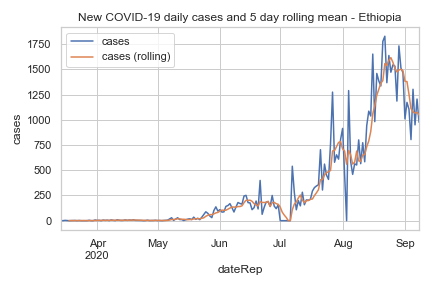 New COVID-19 daily cases and 5 day rolling mean - Ethiopia
cases
cases (rolling)
1750
1500
1250
1000
750
500
250
0
cases
Apr
2020
May
Jun
Jul
Aug
Sep
dateRep